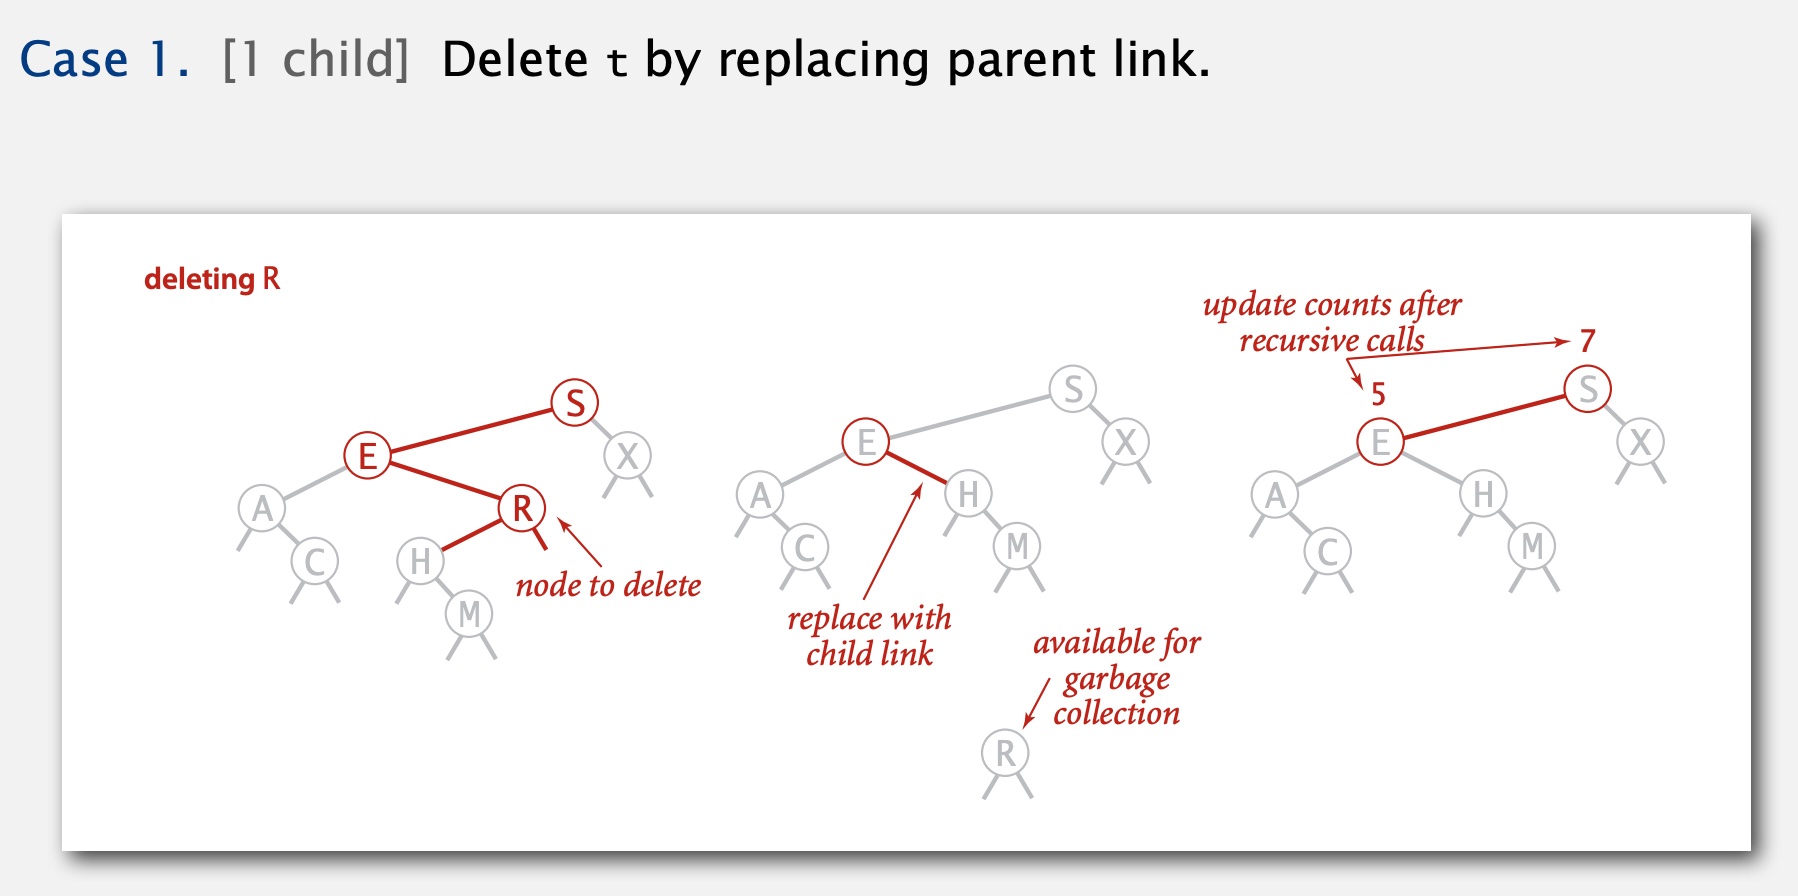 Case 1. [1 child] Delete t by replacing parent link.
deleting R
S
E
X
A
R
C
H
M
node to delete
S
E
X
A
H
C
M
replace with
child link
available for
garbage
collection
R
update counts after
recursive calls
7
5
S
E
X
A
H
C
M